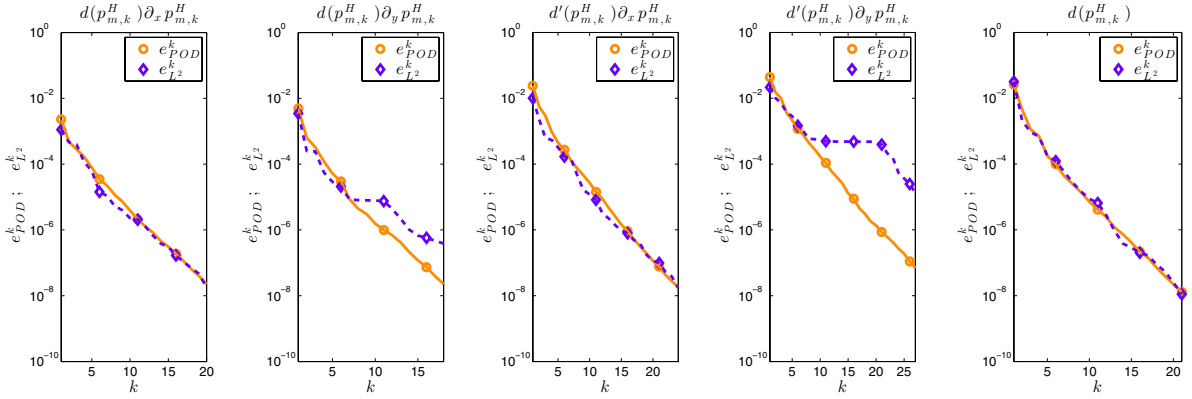 d(p^H_{m,k})∂_x p^H_{m,k}
10^0
10^{-2}
10^{-4}
10^{-6}
10^{-8}
10^{-10}
e^k_{POD} ; e^k_{L^2}
e^k_{POD}
e^k_{L^2}
5 10 15 20
k
d(p^H_{m,k})∂_y p^H_{m,k}
10^0
10^{-2}
10^{-4}
10^{-6}
10^{-8}
10^{-10}
e^k_{POD} ; e^k_{L^2}
e^k_{POD}
e^k_{L^2}
5 10 15
k
d'(p^H_{m,k})∂_x p^H_{m,k}
10^0
10^{-2}
10^{-4}
10^{-6}
10^{-8}
10^{-10}
e^k_{POD} ; e^k_{L^2}
e^k_{POD}
e^k_{L^2}
5 10 15 20
k
d'(p^H_{m,k})∂_y p^H_{m,k}
10^0
10^{-2}
10^{-4}
10^{-6}
10^{-8}
10^{-10}
e^k_{POD} ; e^k_{L^2}
e^k_{POD}
e^k_{L^2}
5 10 15 20 25
k
d(p^H_{m,k})
10^0
10^{-2}
10^{-4}
10^{-6}
10^{-8}
10^{-10}
e^k_{POD} ; e^k_{L^2}
e^k_{POD}
e^k_{L^2}
5 10 15 20
k